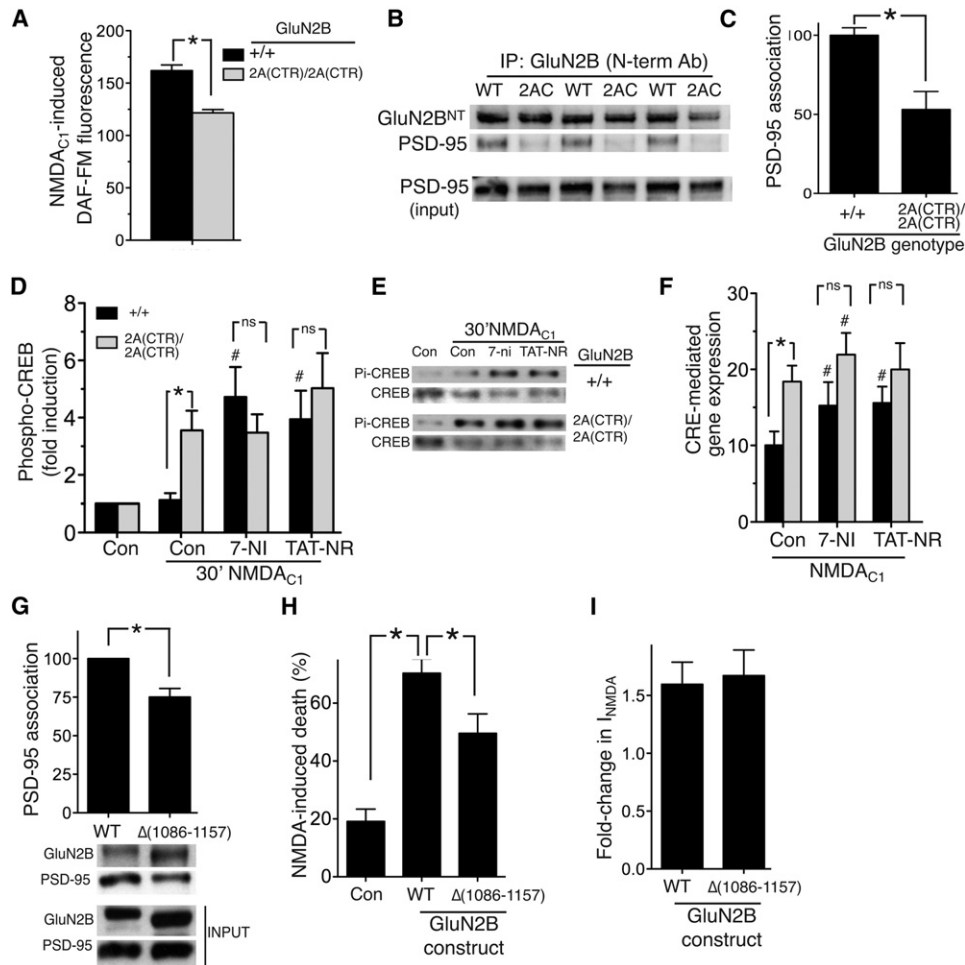 A
NMDAC1-induced
DAF-FM fluorescence
200
150
100
50
0
*
GluN2B
+/+
2A(CTR)/2A(CTR)
B
IP: GluN2B (N-term Ab)
WT 2AC WT 2AC WT 2AC
GluN2BNT
PSD-95
PSD-95
(input)
C
PSD-95 association
100
50
0
*
+/+
2A(CTR)/
2A(CTR)
GluN2B genotype
D
Phospho-CREB
(fold induction)
8
6
4
2
0
+/+
2A(CTR)/
2A(CTR)
*
#
ns
#
ns
Con
Con
7-NI
TAT-NR
30' NMDAC1
E
30'NMDAC1
Con Con 7-ni TAT-NR
GluN2B
Pi-CREB
CREB
+/+
Pi-CREB
CREB
2A(CTR)/
2A(CTR)
F
CRE-mediated
gene expression
30
20
10
0
*
ns
#
#
ns
#
Con
7-NI
TAT-NR
NMDAC1
G
PSD-95 association
100
75
50
25
0
*
WT
Δ(1086-1157)
GluN2B
PSD-95
GluN2B
PSD-95
INPUT
H
NMDA-induced death (%)
60
40
20
0
*
*
Con
WT
Δ(1086-1157)
GluN2B
construct
I
Fold-change in INMDA
1.5
1.0
0.5
0.0
WT
Δ(1086-1157)
GluN2B
construct